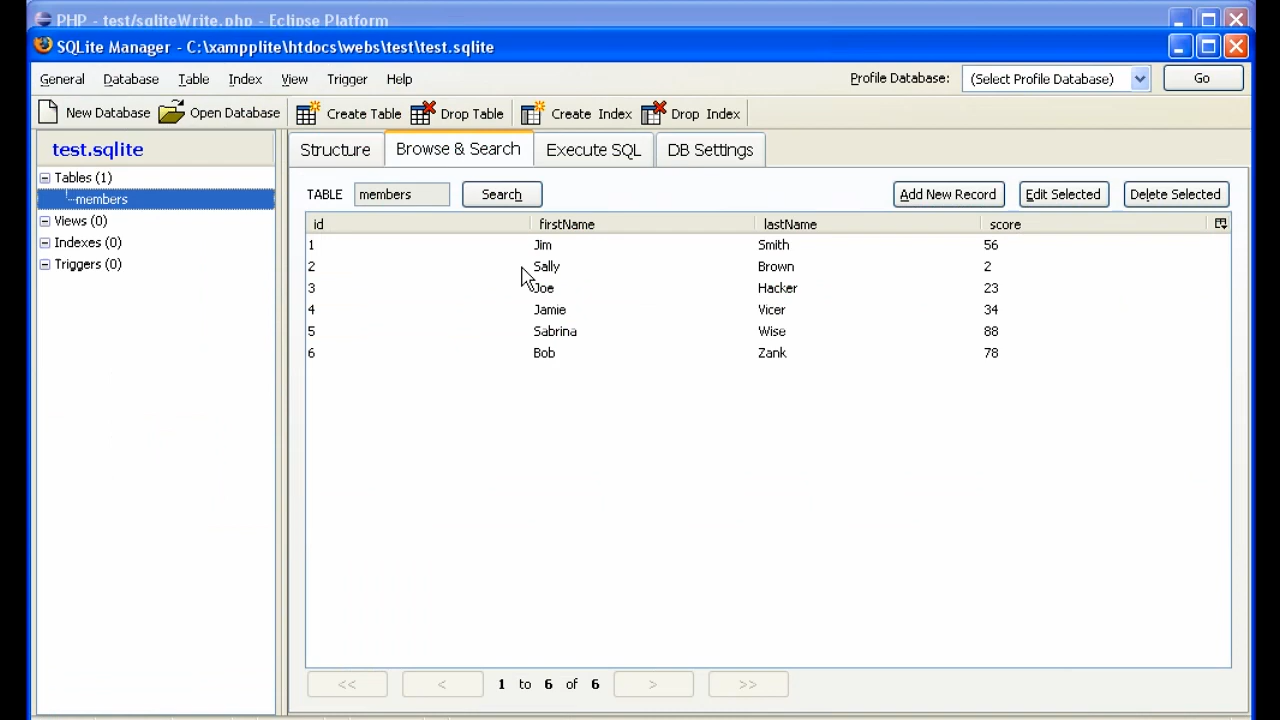 PHP - test/sqliteWrite.php - Eclipse Platform
SQLite Manager - C:\xampplite\htdocs\webs\test\test.sqlite
General Database Table Index View Trigger Help Profile Database: (Select Profile Database) Go
New Database Open Database Create Table Drop Table Create Index Drop Index
test.sqlite Structure Browse & Search Execute SQL DB Settings
Tables (1)
members TABLE members Search Add New Record Edit Selected Delete Selected
Views (0)
Indexes (0)
Triggers (0)
id firstName lastName score
1 Jim Smith 56
2 Sally Brown 2
3 Joe Hacker 23
4 Jamie Vicer 34
5 Sabrina Wise 88
6 Bob Zank 78
<< < 1 to 6 of 6 > >>